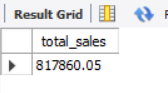 Result Grid
total_sales
817860.05